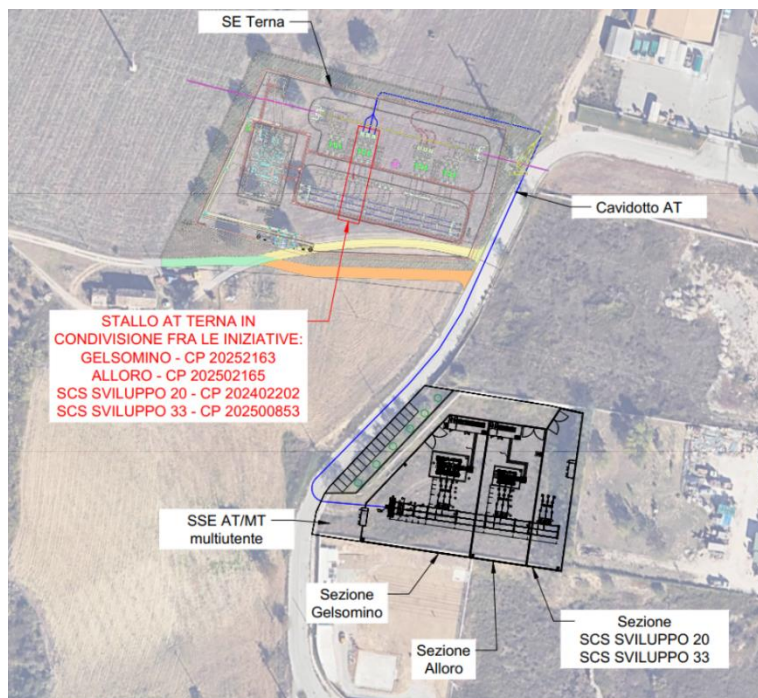 SE Terna
Cavidotto AT
STALLO AT TERNA IN
CONDIVISIONE FRA LE INIZIATIVE:
GELSOMINO - CP 20252163
ALLORO - CP 202502165
SCS SVILUPPO 20 - CP 202402202
SCS SVILUPPO 33 - CP 202500853
SSE AT/MT
multiutente
Sezione
Gelsomino
Sezione
Alloro
Sezione
SCS SVILUPPO 20
SCS SVILUPPO 33